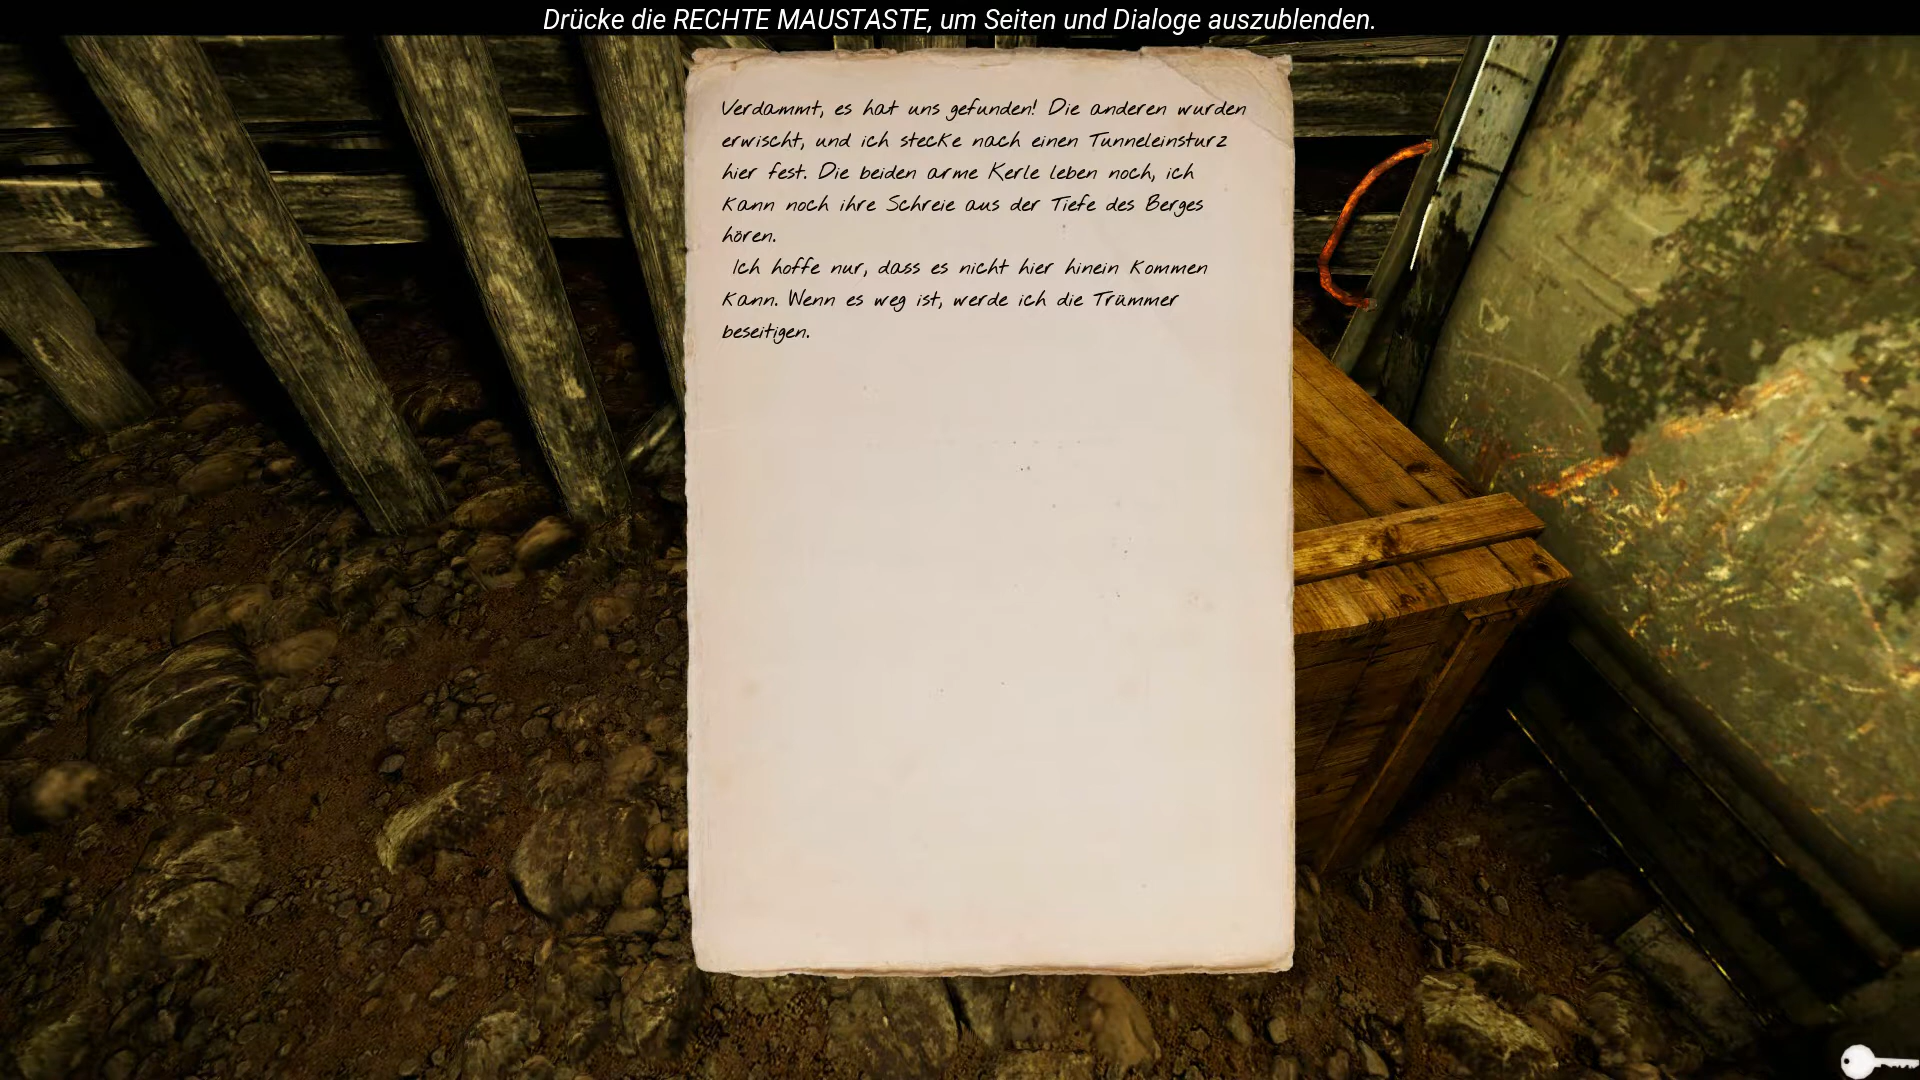 Drücke die RECHTE MAUSTASTE, um Seiten und Dialoge auszublenden.
Verdammt, es hat uns gefunden! Die anderen wurden
erwischt, und ich stecke nach einen Tunneleinsturz
hier fest. Die beiden arme Kerle leben noch, ich
kann noch ihre Schreie aus der Tiefe des Berges
hören.
Ich hoffe nur, dass es nicht hier hinein kommen
kann. Wenn es weg ist, werde ich die Trümmer
beseitigen.